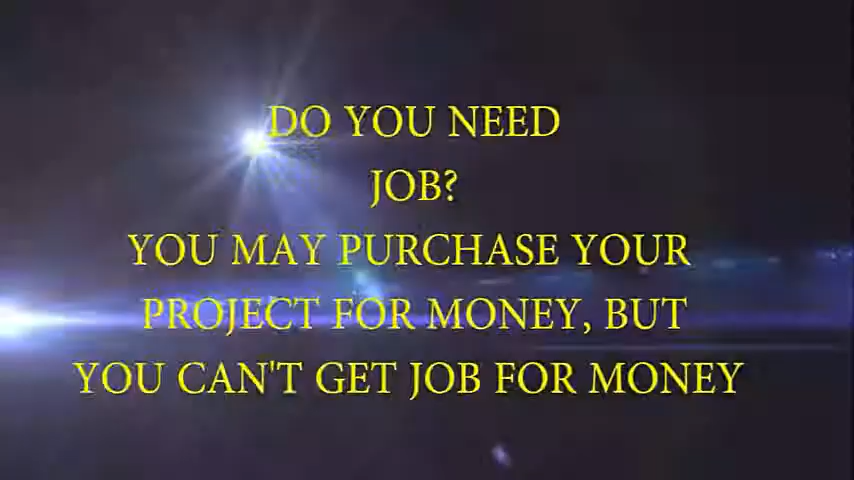 DO YOU NEED
JOB?
YOU MAY PURCHASE YOUR
PROJECT FOR MONEY, BUT
YOU CAN'T GET JOB FOR MONEY